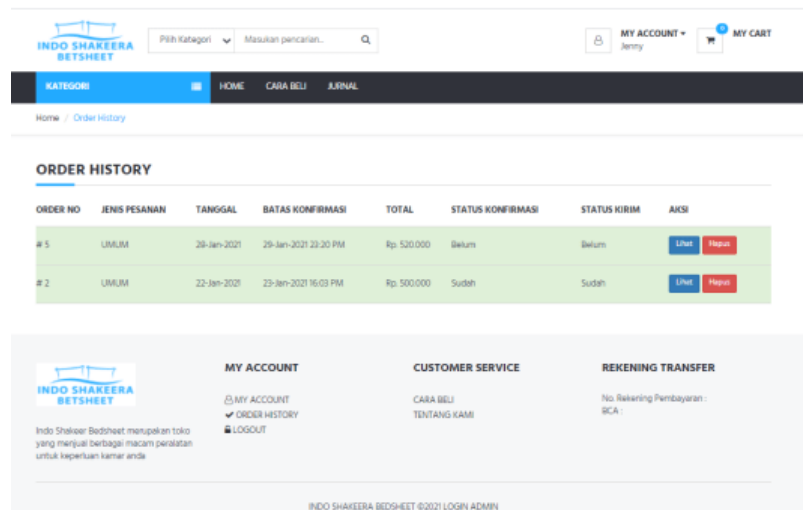 INDO SHAKEERA
BETSHEET
Pilih Kategori
Masukan pencarian..
MY ACCOUNT
Jenny
0
MY CART
KATEGORI
HOME CARA BELI JURNAL
Home / Order History
ORDER HISTORY
ORDER NO JENIS PESANAN TANGGAL BATAS KONFIRMASI TOTAL STATUS KONFIRMASI STATUS KIRIM AKSI
# 5 UMUM 28-Jan-2021 29-Jan-2021 23:20 PM Rp. 520.000 Belum Belum Lihat Hapus
# 2 UMUM 22-Jan-2021 23-Jan-2021 16:03 PM Rp. 500.000 Sudah Sudah Lihat Hapus
INDO SHAKEERA
BETSHEET
Indo Shakeer Bedsheet merupakan toko
yang menjual berbagai macam peralatan
untuk keperluan kamar anda
MY ACCOUNT
MY ACCOUNT
ORDER HISTORY
LOGOUT
CUSTOMER SERVICE
CARA BELI
TENTANG KAMI
REKENING TRANSFER
No. Rekening Pembayaran :
BCA :
INDO SHAKEERA BEDSHEET ©2021 LOGIN ADMIN